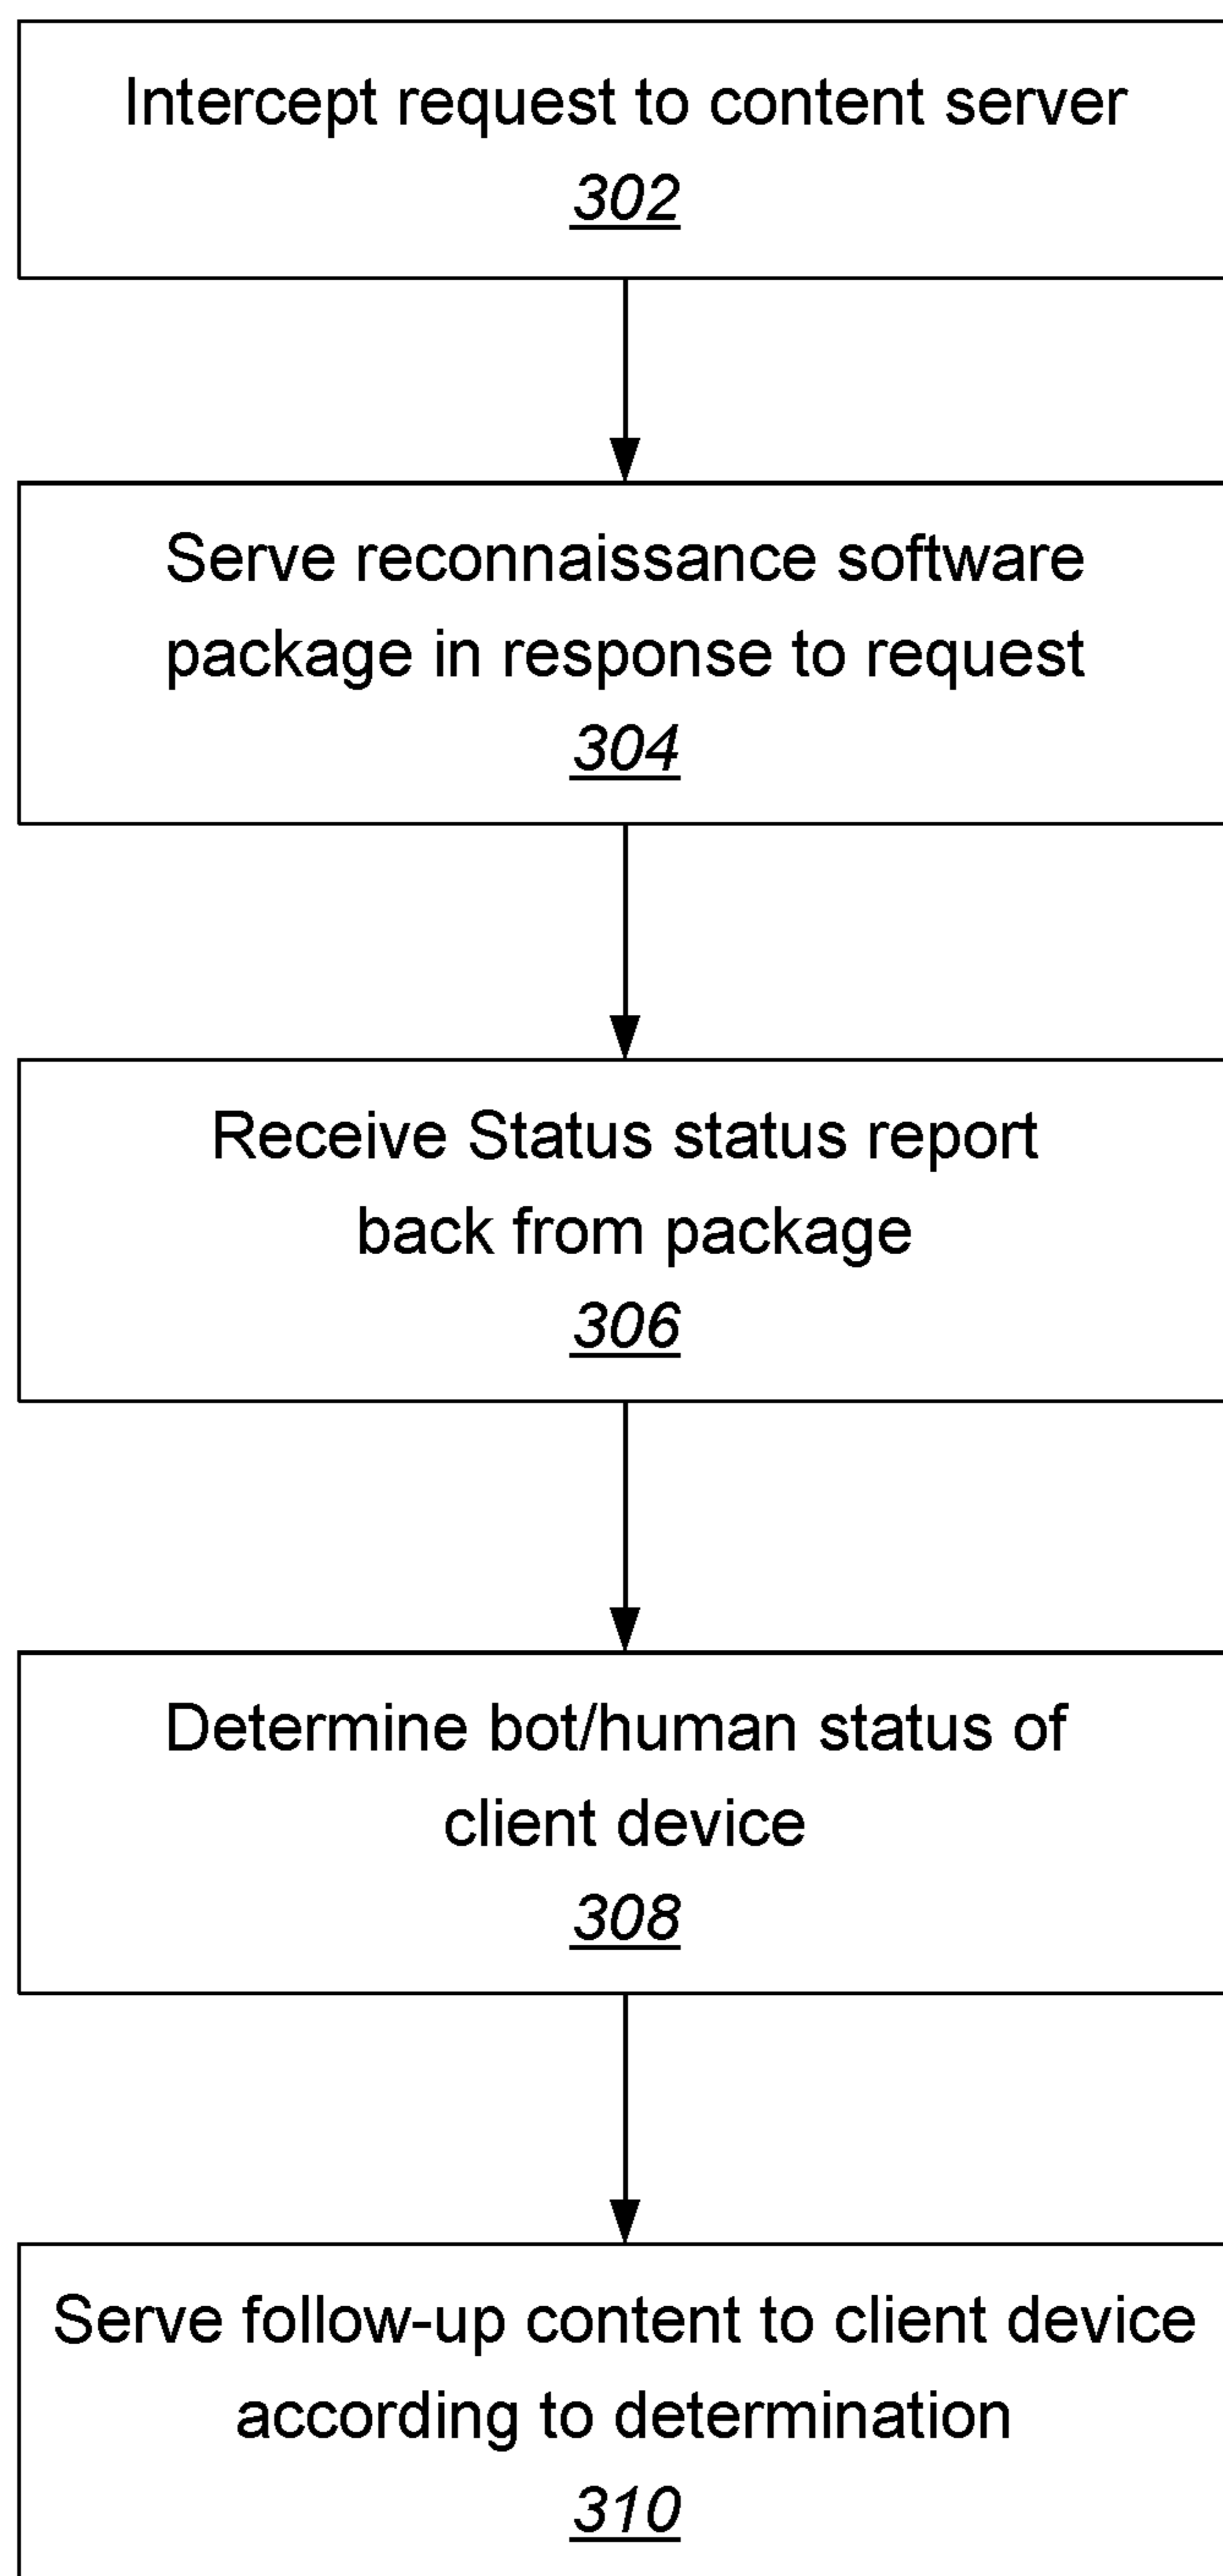 Intercept request to content server
302
Serve reconnaissance software
package in response to request
304
Receive Status status report
back from package
306
Determine bot/human status of
client device
308
Serve follow-up content to client device
according to determination
310